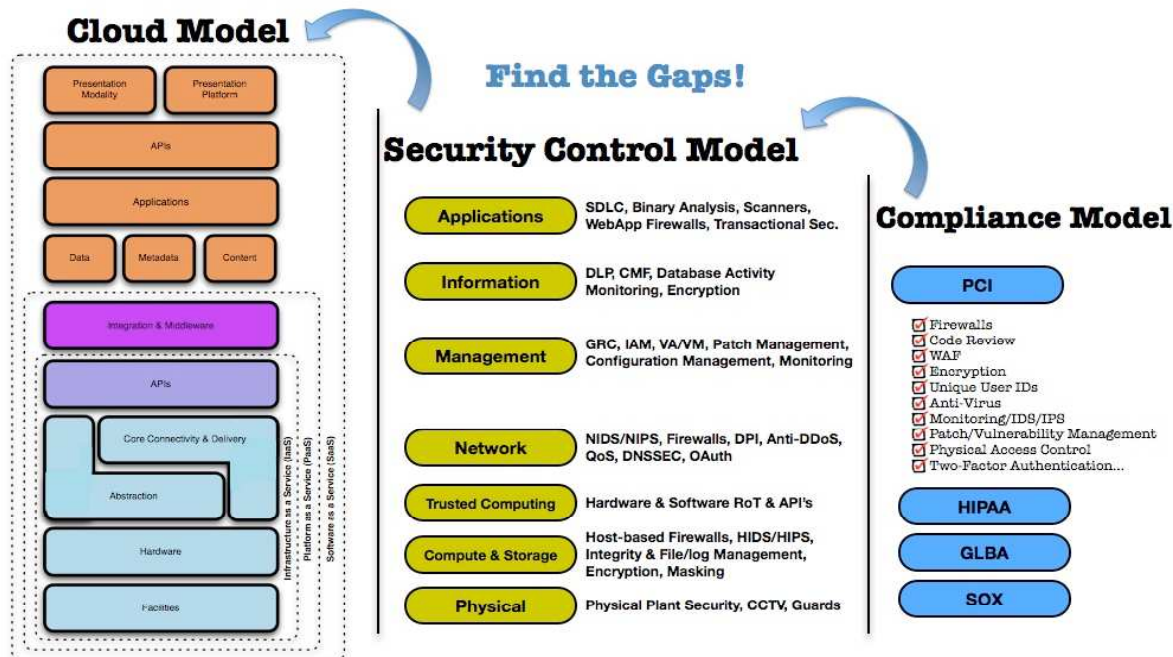 Cloud Model
Find the Gaps!
Presentation
Modality
Presentation
Platform
APIs
Applications
Data
Metadata
Content
Integration & Middleware
APIs
Core Connectivity & Delivery
Abstraction
Hardware
Facilities
Infrastructure as a Service (IaaS)
Platform as a Service (PaaS)
Software as a Service (SaaS)
Security Control Model
Applications
SDLC, Binary Analysis, Scanners,
WebApp Firewalls, Transactional Sec.
Information
DLP, CMF, Database Activity
Monitoring, Encryption
Management
GRC, IAM, VA/VM, Patch Management,
Configuration Management, Monitoring
Network
NIDS/NIPS, Firewalls, DPI, Anti-DDoS,
QoS, DNSSEC, OAuth
Trusted Computing
Hardware & Software RoT & API's
Compute & Storage
Host-based Firewalls, HIDS/HIPS,
Integrity & File/log Management,
Encryption, Masking
Physical
Physical Plant Security, CCTV, Guards
Compliance Model
PCI
Firewalls
Code Review
WAF
Encryption
Unique User IDs
Anti-Virus
Monitoring/IDS/IPS
Patch/Vulnerability Management
Physical Access Control
Two-Factor Authentication...
HIPAA
GLBA
SOX